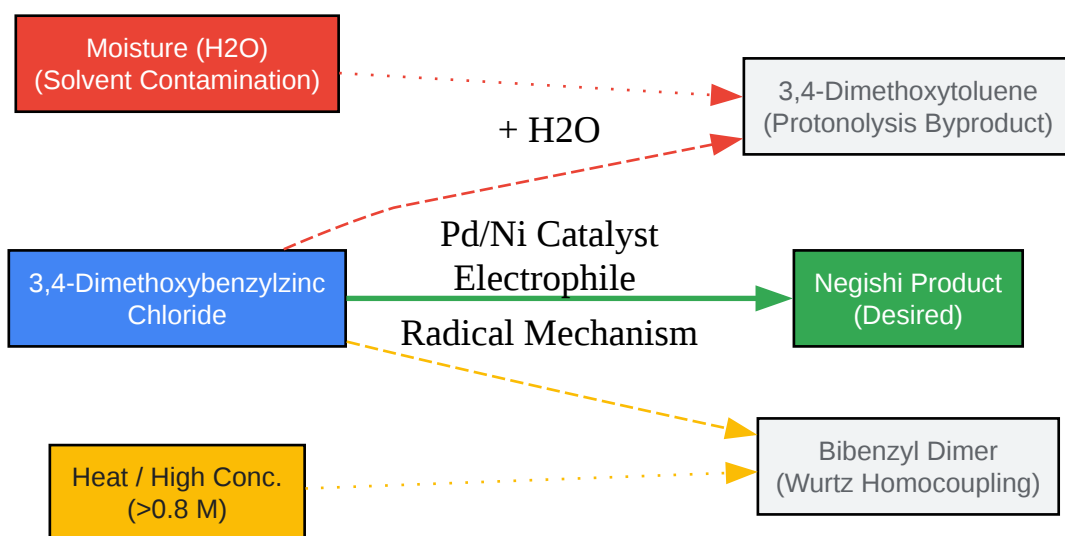 Moisture (H2O)
(Solvent Contamination)
3,4-Dimethoxytoluene
(Protonolysis Byproduct)
+ H2O
Pd/Ni Catalyst
Electrophile
3,4-Dimethoxybenzylzinc
Chloride
Negishi Product
(Desired)
Radical Mechanism
Bibenzyl Dimer
(Wurtz Homocoupling)
Heat / High Conc.
(>0.8 M)